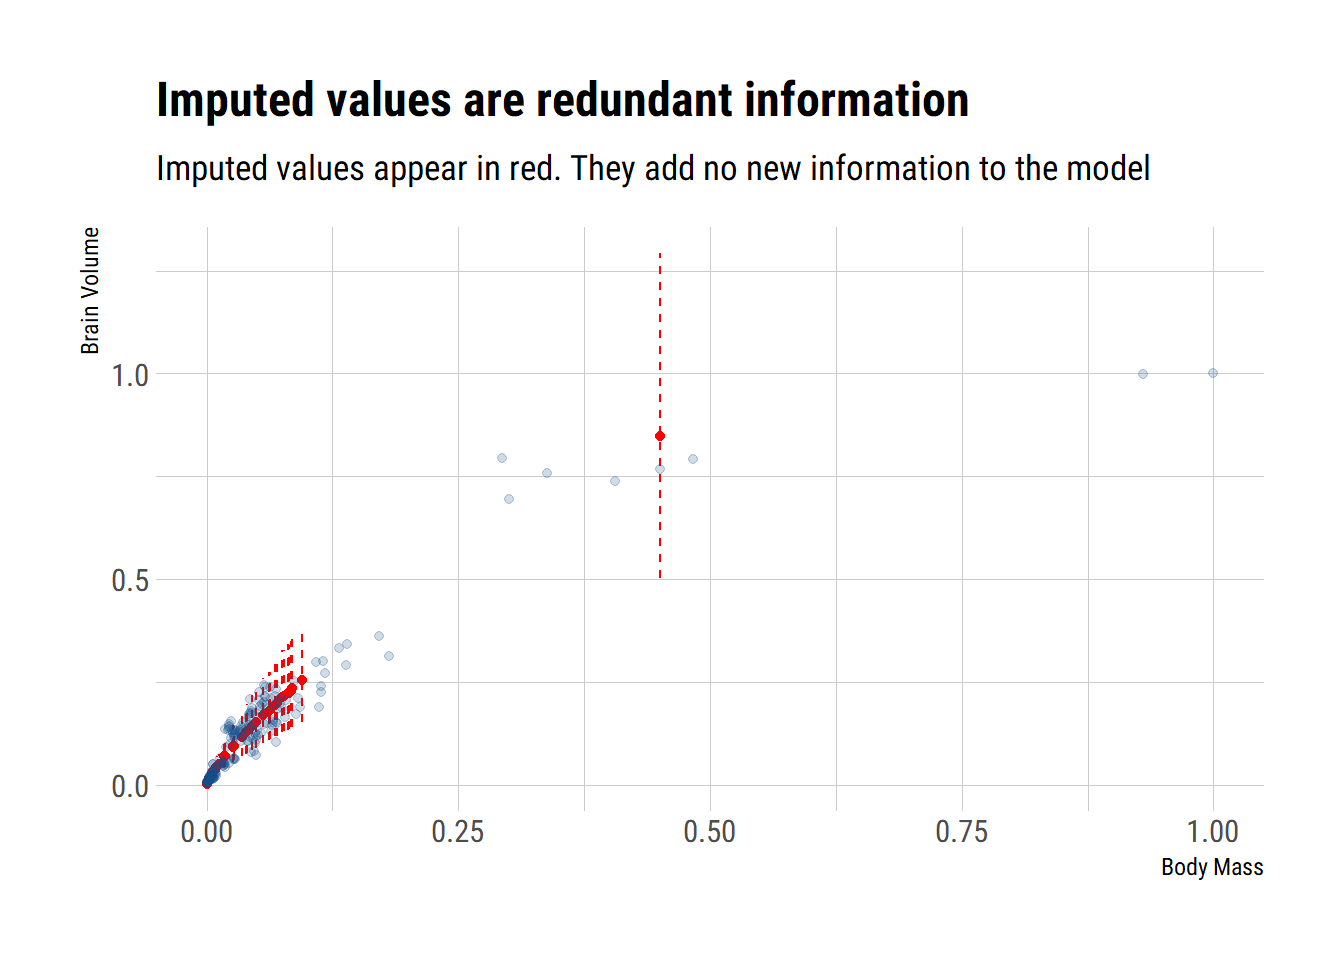 Imputed values are redundant information
Imputed values appear in red. They add no new information to the model
Brain Volume
1.0
0.5
0.0
0.00 0.25 0.50 0.75 1.00
Body Mass